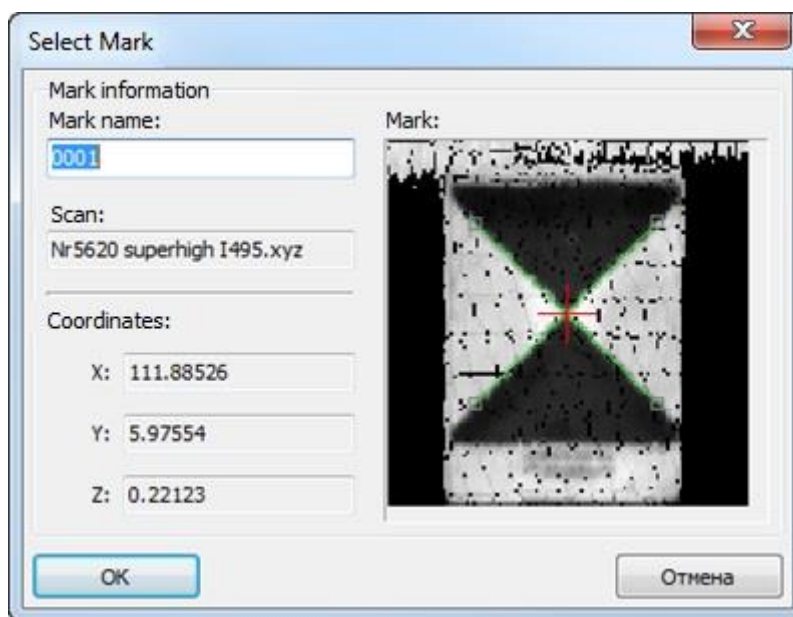 Select Mark
Mark information
Mark name:
Mark:
0001
Scan:
Nr5620 superhigh I495.xyz
Coordinates:
X: 111.88526
Y: 5.97554
Z: 0.22123
OK
Отмена